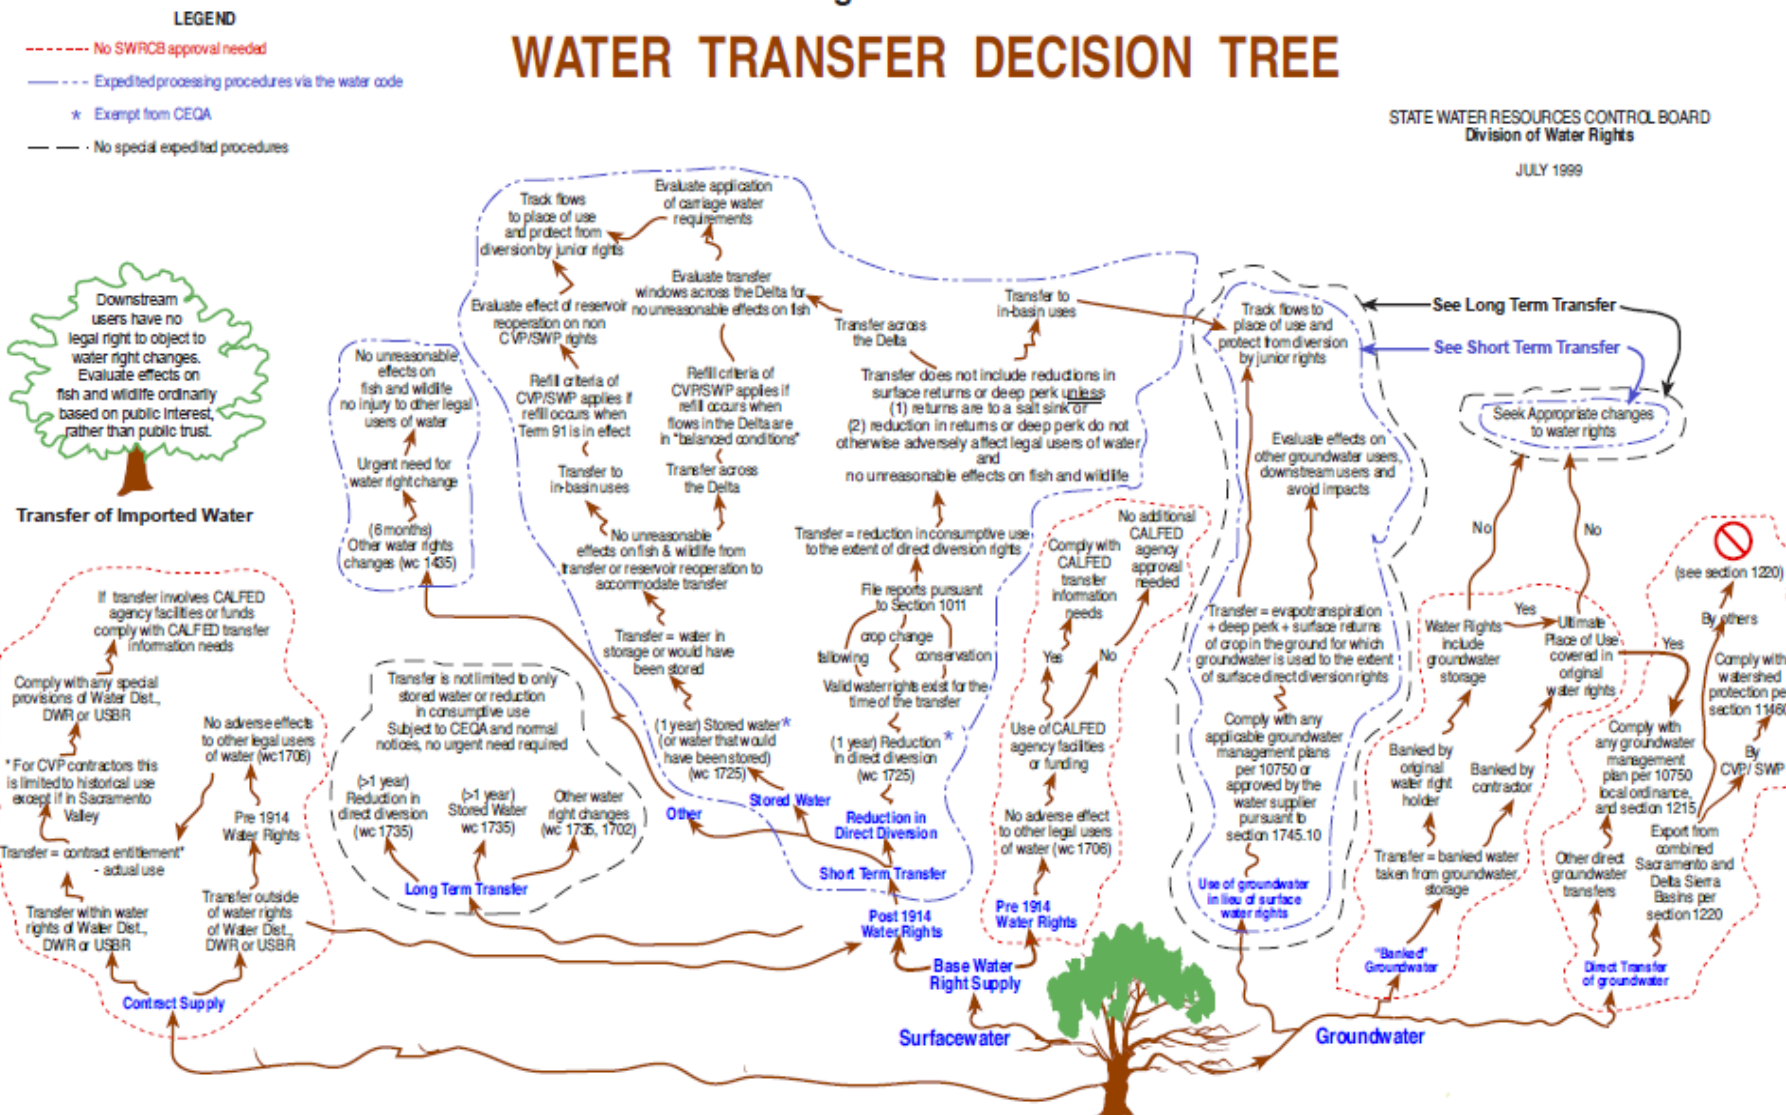 LEGEND
No SWRCB approval needed
Expedited processing procedures via the water code
* Exempt from CEQA
No special expedited procedures
WATER TRANSFER DECISION TREE
STATE WATER RESOURCES CONTROL BOARD
Division of Water Rights
JULY 1999
Downstream
users have no
legal right to object to
water right changes.
Evaluate effects on
fish and wildlife ordinarily
based on public interest,
rather than public trust.
Transfer of Imported Water
If transfer involves CALFED
agency facilities or funds
comply with CALFED transfer
information needs
Comply with any special
provisions of Water Dist.,
DWR or USBR
* For CVP contractors this
is limited to historical use
except if in Sacramento
Valley
Transfer = contract entitlement*
- actual use
Transfer within water
rights of Water Dist.,
DWR or USBR
No adverse effects
to other legal users
of water (wc1706)
Pre 1914
Water Rights
Transfer outside
of water rights
of Water Dist.,
DWR or USBR
Contract Supply
No unreasonable
effects on
fish and wildlife
no injury to other legal
users of water
Urgent need for
water right change
(6 months)
Other water rights
changes (wc 1435)
Transfer is not limited to only
stored water or reduction
in consumptive use
Subject to CEQA and normal
notices, no urgent need required
(>1 year)
Reduction in
direct diversion
(wc 1735)
(>1 year)
Stored Water
wc 1735)
Other water
right changes
(wc 1735, 1702)
Long Term Transfer
Track flows
to place of use
and protect from
diversion by junior rights
Evaluate application
of carriage water
requirements
Evaluate effect of reservoir
reoperation on non
CVP/SWP rights
Evaluate transfer
windows across the Delta for
no unreasonable effects on fish
Refill criteria of
CVP/SWP applies if
refill occurs when
Term 91 is in effect
Refill criteria of
CVP/SWP applies if
refill occurs when
flows in the Delta are
in "balanced conditions"
Transfer to
in-basin uses
Transfer across
the Delta
No unreasonable
effects on fish & wildlife from
transfer or reservoir reoperation to
accommodate transfer
Transfer = water in
storage or would have
been stored
(1 year) Stored water*
(or water that would
have been stored)
(wc 1725)
Other
Stored Water
Transfer to
in-basin uses
Transfer across
the Delta
Transfer does not include reductions in
surface returns or deep perk unless
(1) returns are to a salt sink or
(2) reduction in returns or deep perk do not
otherwise adversely affect legal users of water
and
no unreasonable effects on fish and wildlife
Transfer = reduction in consumptive use
to the extent of direct diversion rights
File reports pursuant
to Section 1011
crop change
fallowing
conservation
Valid water rights exist for the
time of the transfer
(1 year) Reduction *
in direct diversion
(wc 1725)
Reduction in
Direct Diversion
Short Term Transfer
Post 1914
Water Rights
No additional
CALFED
agency
approval
needed
Comply with
CALFED
transfer
information
needs
Yes
No
Use of CALFED
agency facilities
or funding
No adverse effect
to other legal users
of water (wc 1706)
Pre 1914
Water Rights
Base Water
Right Supply
Surfacewater
Track flows to
place of use and
protect from diversion
by junior rights
Evaluate effects on
other groundwater users,
downstream users and
avoid impacts
Transfer = evapotranspiration
+ deep perk + surface returns
of crop in the ground for which
groundwater is used to the extent
of surface direct diversion rights
Comply with any
applicable groundwater
management plans
per 10750 or
approved by the
water supplier
pursuant to
section 1745.10
Use of groundwater
in lieu of surface
water rights
Groundwater
See Long Term Transfer
See Short Term Transfer
Seek Appropriate changes
to water rights
No
No
Water Rights
include
groundwater
storage
Yes
Ultimate
Place of Use
covered in
original
water rights
Yes
Banked by
original
water right
holder
Banked by
contractor
Transfer = banked water
taken from groundwater
storage
"Banked"
Groundwater
(see section 1220)
By others
Comply with
watershed
protection per
section 11460
By
CVP/ SWP
Comply with
any groundwater
management
plan per 10750
local ordinance,
and section 1215
Export from
combined
Sacramento and
Delta Sierra
Basins per
section 1220
Other direct
groundwater
transfers
Direct Transfer
of groundwater